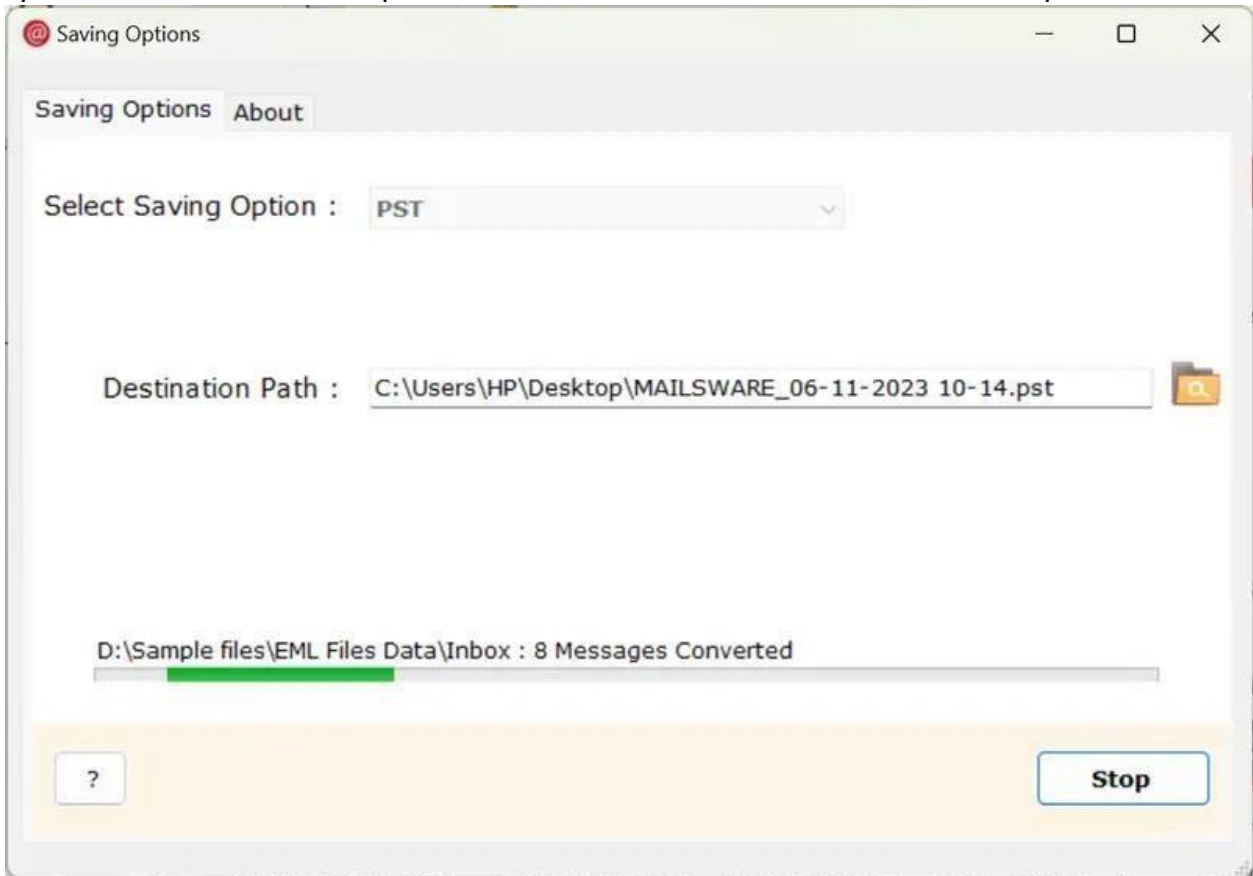 Saving Options
Saving Options About
Select Saving Option : PST
Destination Path : C:\Users\HP\Desktop\MAILSWARE_06-11-2023 10-14.pst
D:\Sample files\EML Files Data\Inbox : 8 Messages Converted
? Stop